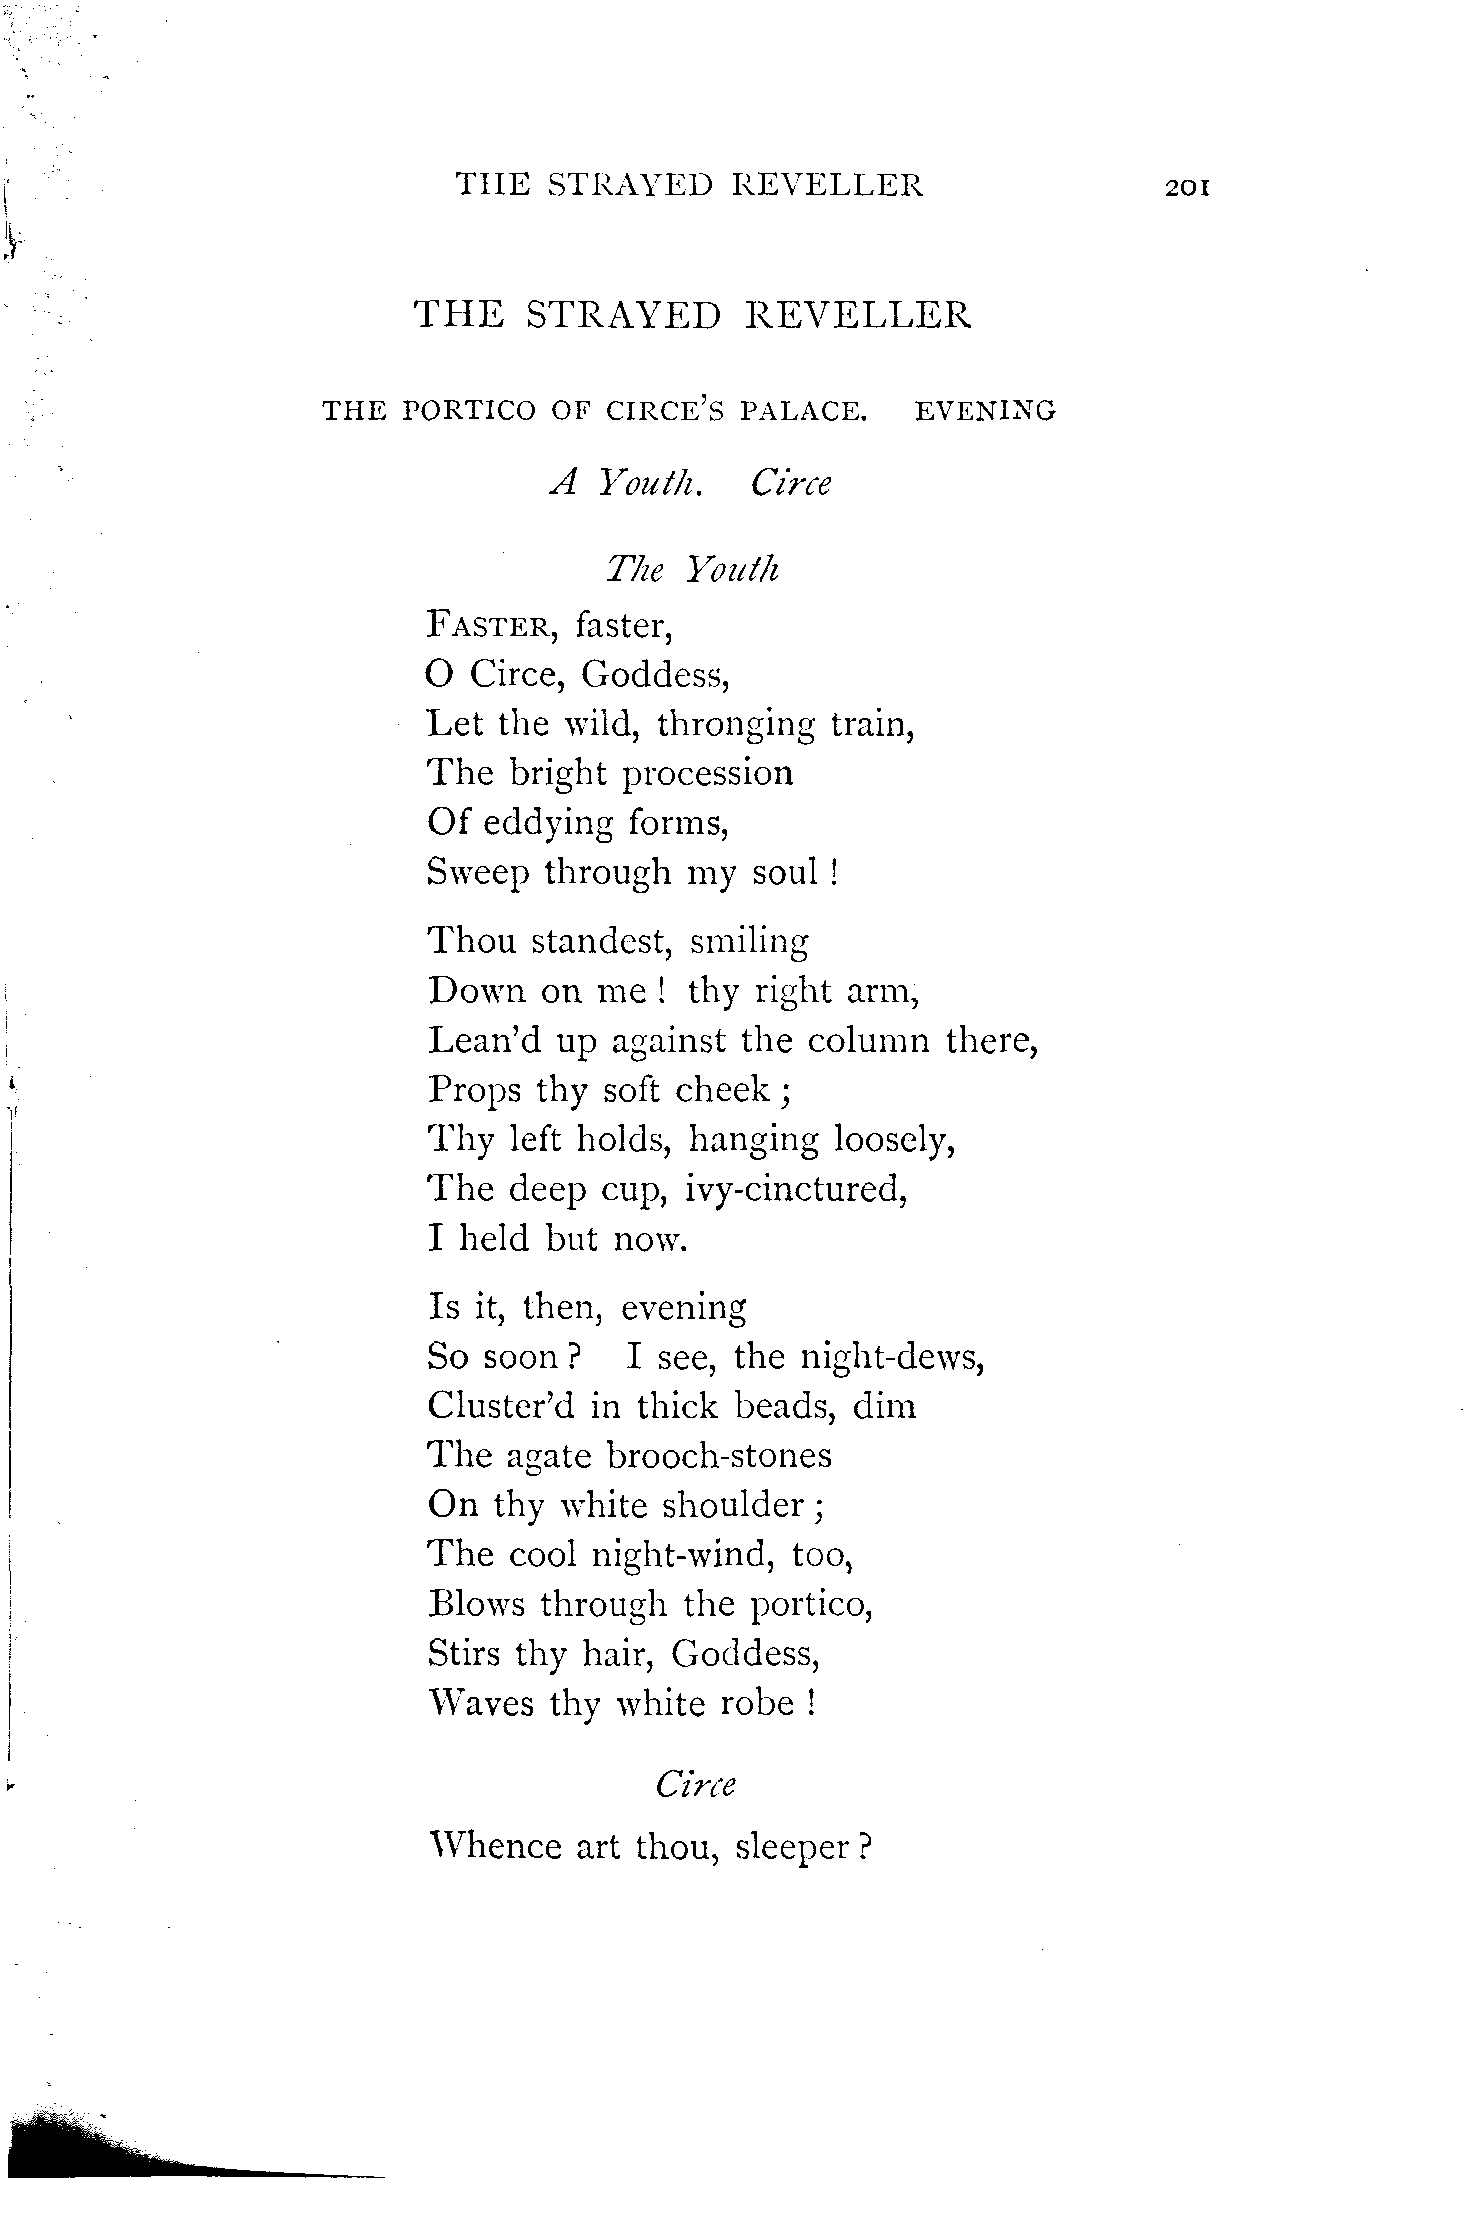 THE STRAYED REVELLER 201
THE STRAYED REVELLER
THE PORTICO OF CIRCE'S PALACE. EVENING
A Youth. Circe
The Youth
FASTER, faster,
O Circe, Goddess,
Let the wild, thronging train,
The bright procession
Of eddying forms,
Sweep through my soul !
Thou standest, smiling
Down on me ! thy right arm,
Lean'd up against the column there,
Props thy soft cheek ;
Thy left holds, hanging loosely,
The deep cup, ivy-cinctured,
I held but now.
Is it, then, evening
So soon ? I see, the night-dews,
Cluster'd in thick beads, dim
The agate brooch-stones
On thy white shoulder ;
The cool night-wind, too,
Blows through the portico,
Stirs thy hair, Goddess,
Waves thy white robe !
Circe
Whence art thou, sleeper ?